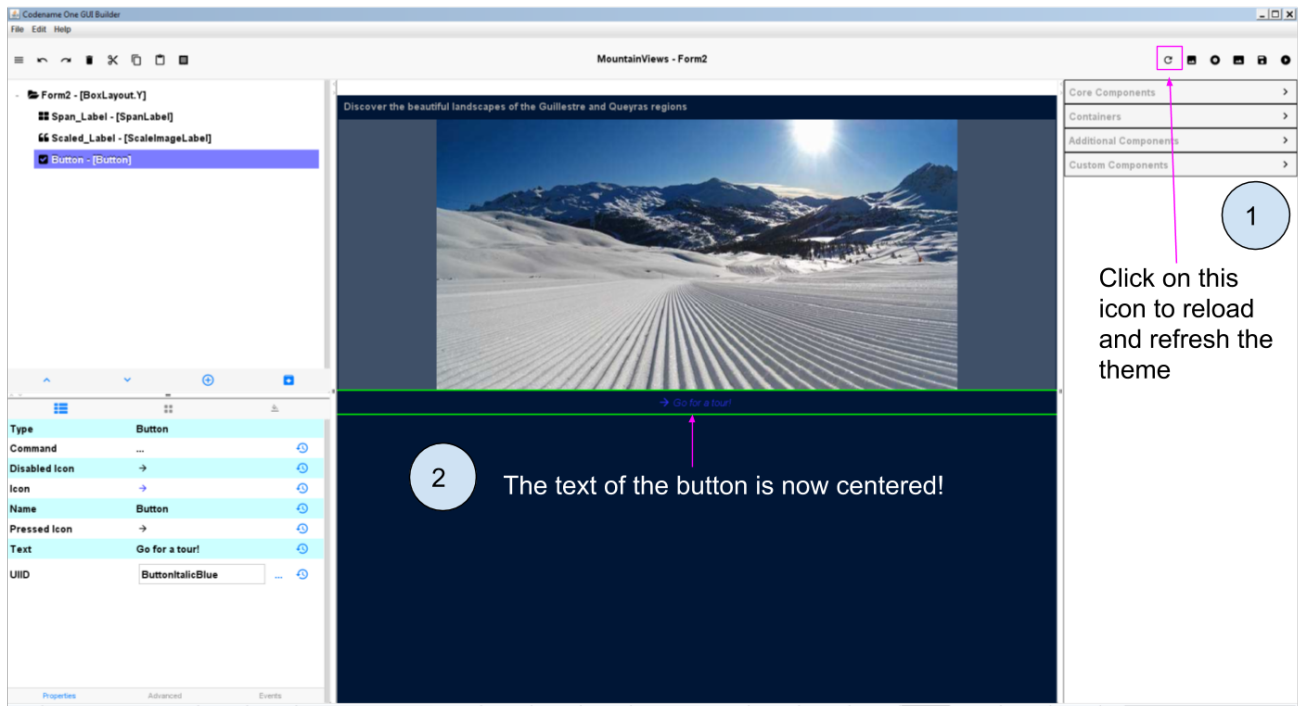 Codename One GUI Builder
File Edit Help
MountainViews - Form2
Form2 - [BoxLayout.Y]
Span_Label - [SpanLabel]
Scaled_Label - [ScaleImageLabel]
Button - [Button]
Type Button
Command ...
Disabled Icon
Icon
Name Button
Pressed Icon
Text Go for a tour!
UIID ButtonItalicBlue ...
Properties Advanced Events
Discover the beautiful landscapes of the Guillestre and Queyras regions
→ Go for a tour!
2
The text of the button is now centered!
Core Components
Containers
Additional Components
Custom Components
1
Click on this
icon to reload
and refresh the
theme